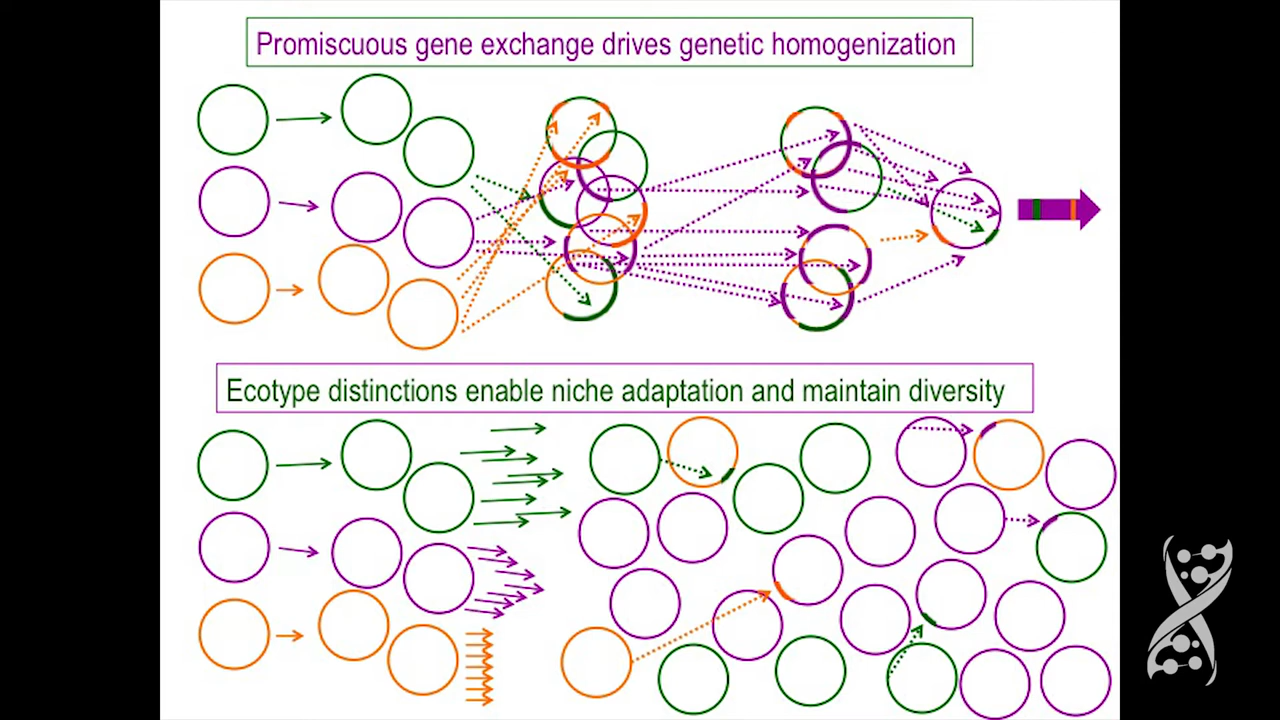 Promiscuous gene exchange drives genetic homogenization
Ecotype distinctions enable niche adaptation and maintain diversity